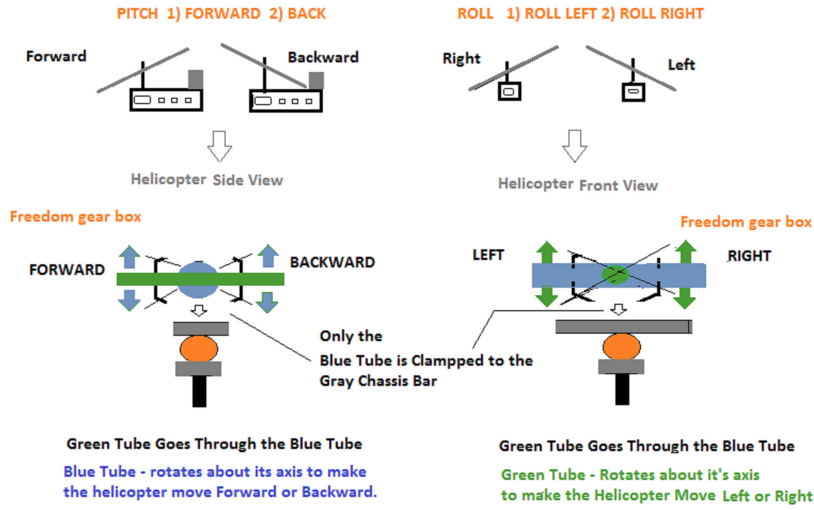 PITCH 1) FORWARD 2) BACK
ROLL 1) ROLL LEFT 2) ROLL RIGHT
Forward
Backward
Right
Left
Helicopter Side View
Helicopter Front View
Freedom gear box
Freedom gear box
FORWARD
BACKWARD
LEFT
RIGHT
Only the
Blue Tube is Clampped to the
Gray Chassis Bar
Green Tube Goes Through the Blue Tube
Blue Tube - rotates about its axis to make
the helicopter move Forward or Backward.
Green Tube Goes Through the Blue Tube
Green Tube - Rotates about it's axis
to make the Helicopter Move Left or Right